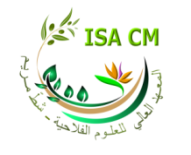 ISA CM
المعهد العالي للعلوم الفلاحية - شط مريم